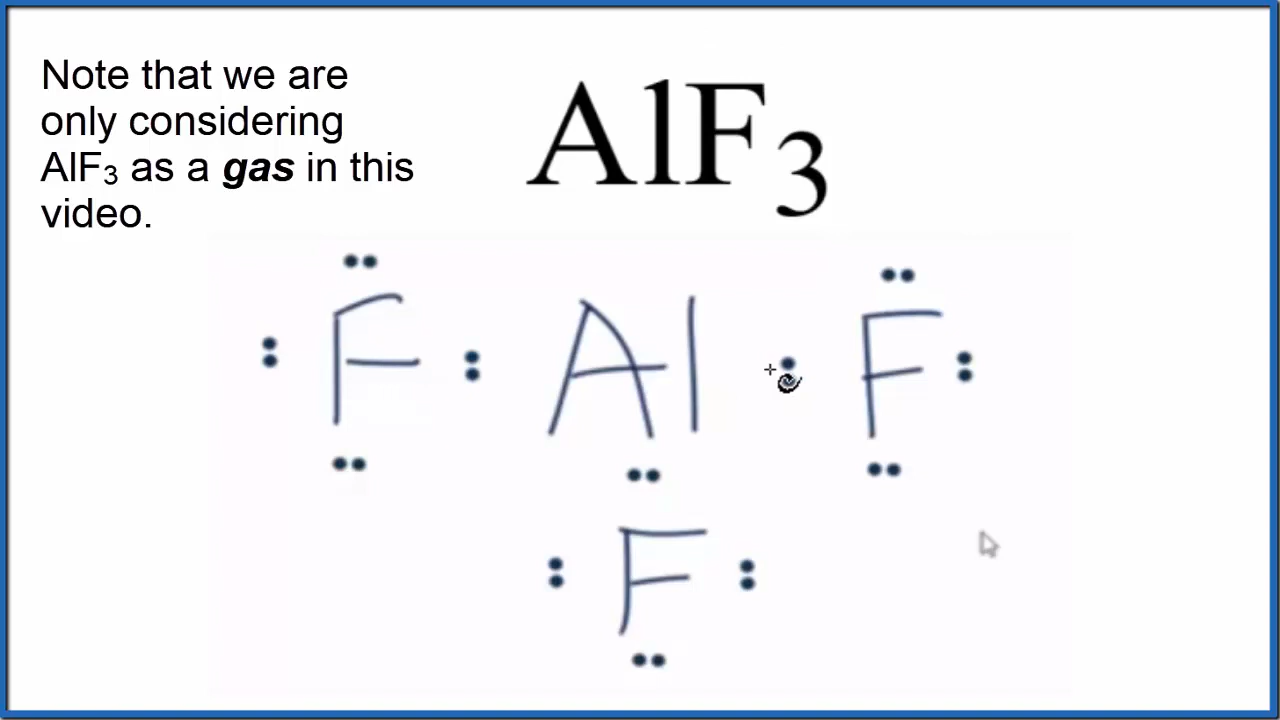 Note that we are
only considering
AlF₃ as a gas in this
video.
AlF₃
F Al F
F